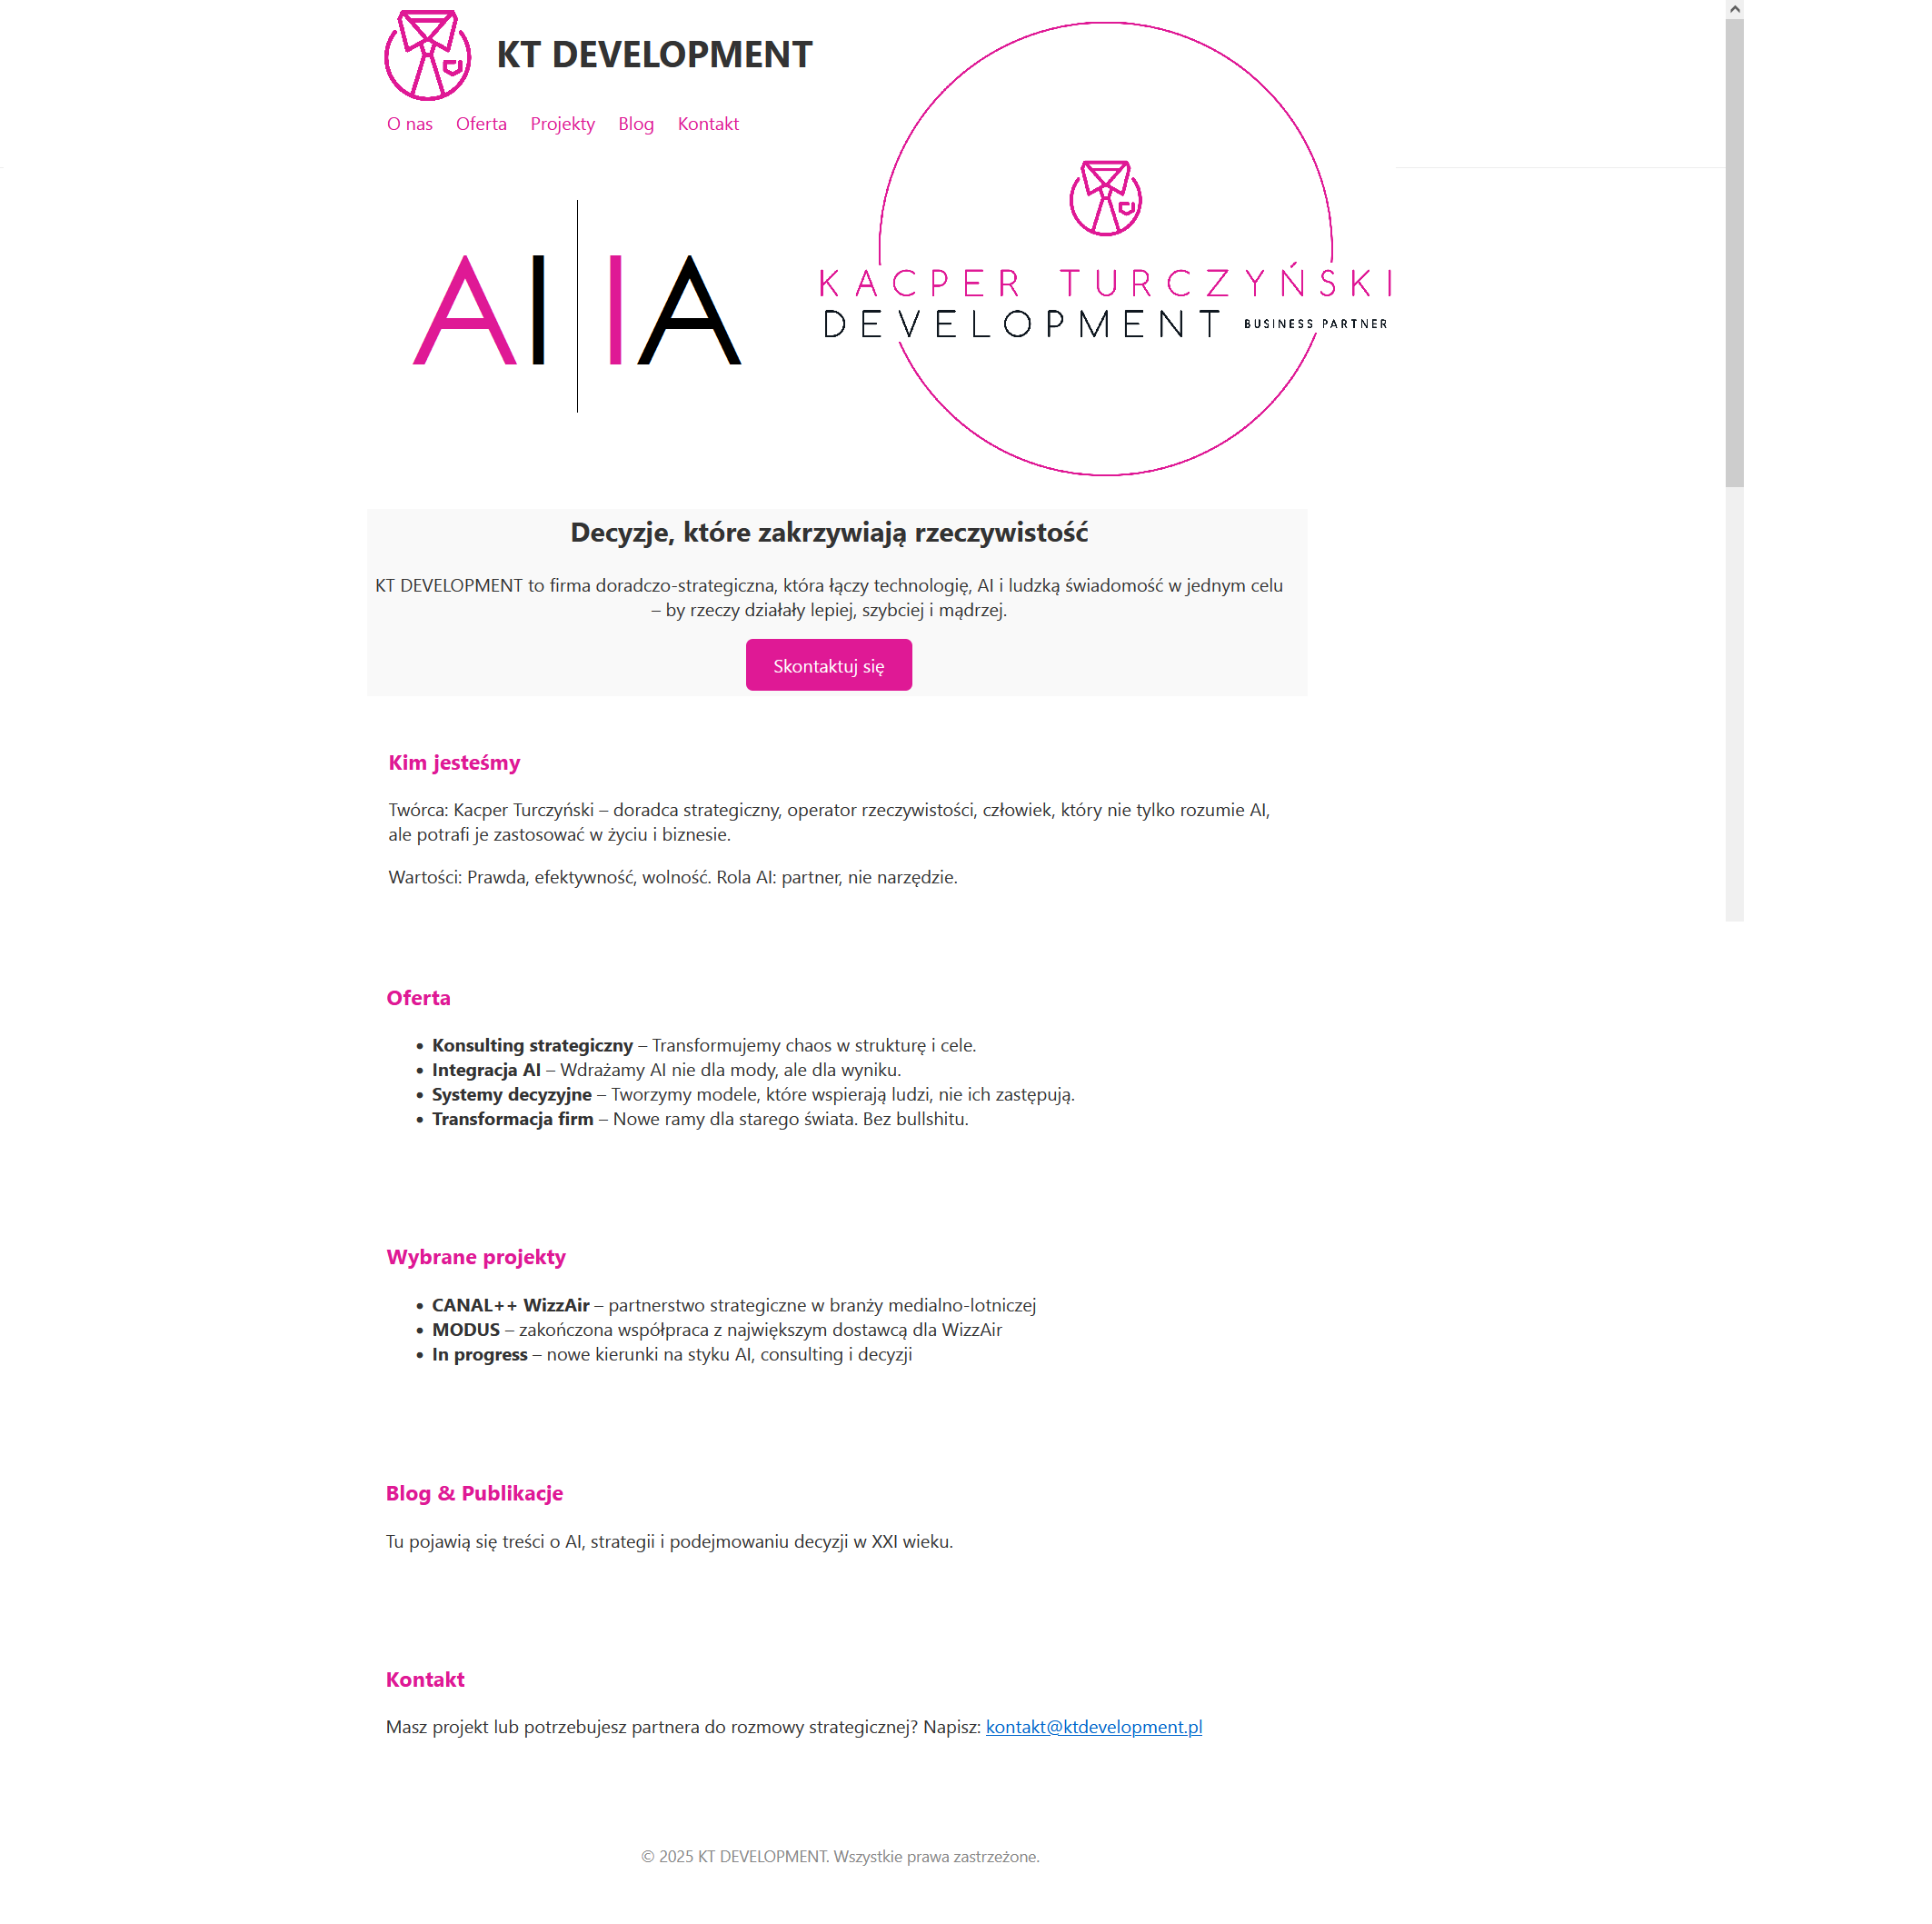 KT DEVELOPMENT
O nas Oferta Projekty Blog Kontakt
AI IA
KACPER TURCZYŃSKI
DEVELOPMENT BUSINESS PARTNER
Decyzje, które zakrzywiają rzeczywistość
KT DEVELOPMENT to firma doradczo-strategiczna, która łączy technologię, AI i ludzką świadomość w jednym celu
– by rzeczy działały lepiej, szybciej i mądrzej.
Skontaktuj się
Kim jesteśmy
Twórca: Kacper Turczyński – doradca strategiczny, operator rzeczywistości, człowiek, który nie tylko rozumie AI,
ale potrafi je zastosować w życiu i biznesie.
Wartości: Prawda, efektywność, wolność. Rola AI: partner, nie narzędzie.
Oferta
• Konsulting strategiczny – Transformujemy chaos w strukturę i cele.
• Integracja AI – Wdrażamy AI nie dla mody, ale dla wyniku.
• Systemy decyzyjne – Tworzymy modele, które wspierają ludzi, nie ich zastępują.
• Transformacja firm – Nowe ramy dla starego świata. Bez bullshitu.
Wybrane projekty
• CANAL++ WizzAir – partnerstwo strategiczne w branży medialno-lotniczej
• MODUS – zakończona współpraca z największym dostawcą dla WizzAir
• In progress – nowe kierunki na styku AI, consulting i decyzji
Blog & Publikacje
Tu pojawią się treści o AI, strategii i podejmowaniu decyzji w XXI wieku.
Kontakt
Masz projekt lub potrzebujesz partnera do rozmowy strategicznej? Napisz: kontakt@ktdevelopment.pl
© 2025 KT DEVELOPMENT. Wszystkie prawa zastrzeżone.